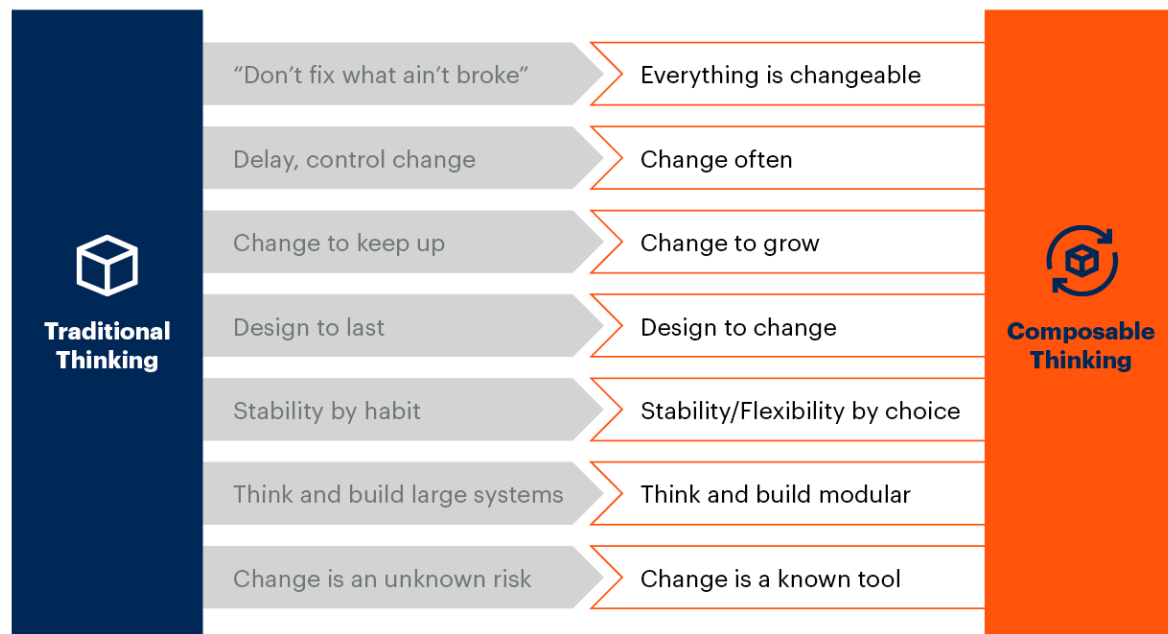 “Don’t fix what ain’t broke”
Everything is changeable
Delay, control change
Change often
Change to keep up
Change to grow
Traditional
Thinking
Design to last
Design to change
Composable
Thinking
Stability by habit
Stability/Flexibility by choice
Think and build large systems
Think and build modular
Change is an unknown risk
Change is a known tool